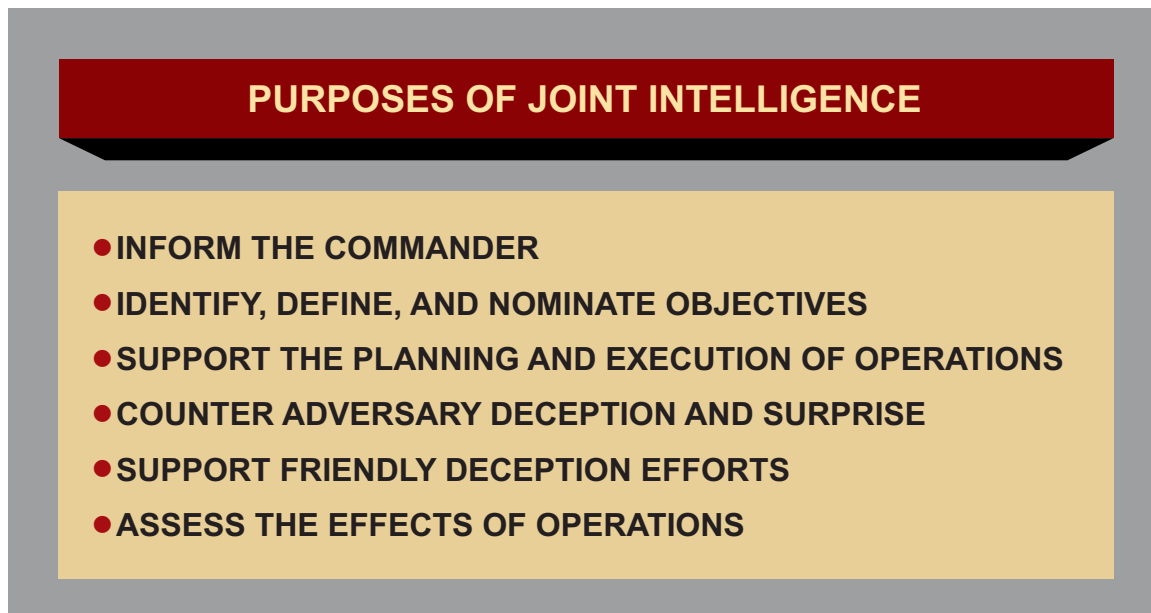 PURPOSES OF JOINT INTELLIGENCE
● INFORM THE COMMANDER
● IDENTIFY, DEFINE, AND NOMINATE OBJECTIVES
● SUPPORT THE PLANNING AND EXECUTION OF OPERATIONS
● COUNTER ADVERSARY DECEPTION AND SURPRISE
● SUPPORT FRIENDLY DECEPTION EFFORTS
● ASSESS THE EFFECTS OF OPERATIONS